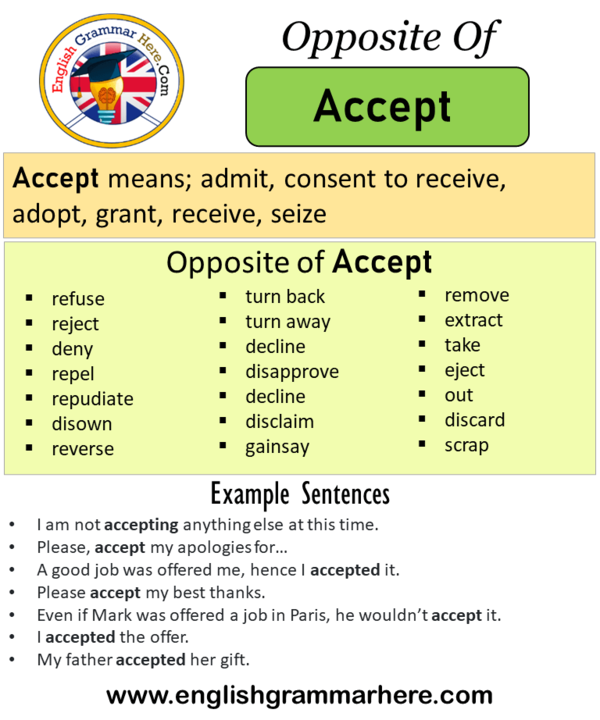 English Grammar Here.Com
Opposite Of
Accept
Accept means; admit, consent to receive,
adopt, grant, receive, seize
Opposite of Accept
▪ refuse
▪ reject
▪ deny
▪ repel
▪ repudiate
▪ disown
▪ reverse
▪ turn back
▪ turn away
▪ decline
▪ disapprove
▪ decline
▪ disclaim
▪ gainsay
▪ remove
▪ extract
▪ take
▪ eject
▪ out
▪ discard
▪ scrap
Example Sentences
• I am not accepting anything else at this time.
• Please, accept my apologies for…
• A good job was offered me, hence I accepted it.
• Please accept my best thanks.
• Even if Mark was offered a job in Paris, he wouldn’t accept it.
• I accepted the offer.
• My father accepted her gift.
www.englishgrammarhere.com